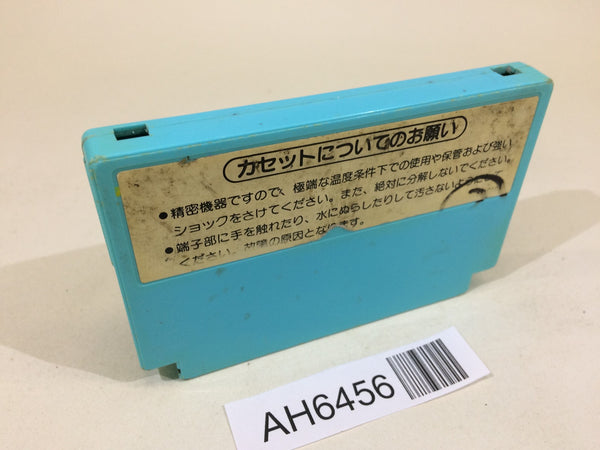 カセットについてのお願い
●精密機器ですので、極端な温度条件下での使用や保管および強い
ショックをさけてください。また、絶対に分解しないでください。
●端子部に手を触れたり、水にぬらしたりして汚さないよう
ください。故障の原因となります。
AH6456